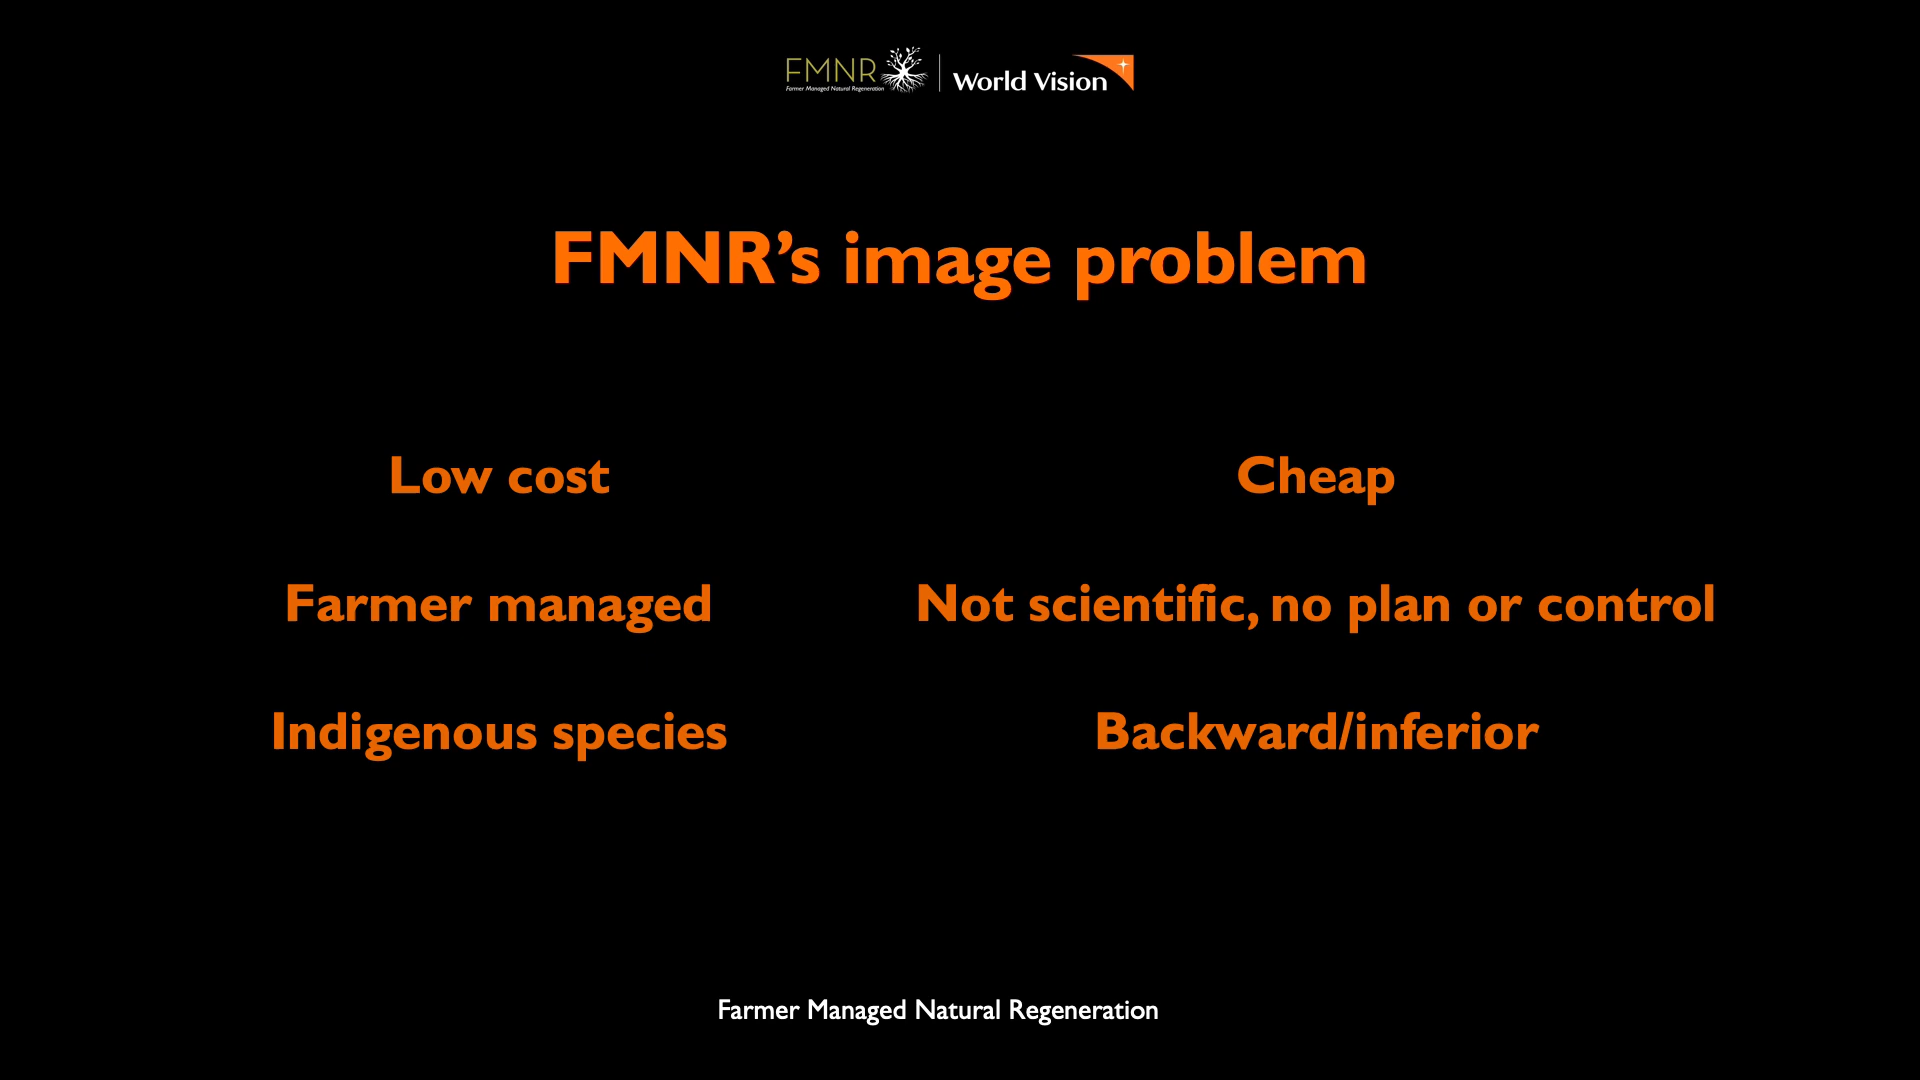 FMNR
Farmer Managed Natural Regeneration
World Vision
FMNR’s image problem
Low cost
Cheap
Farmer managed
Not scientific, no plan or control
Indigenous species
Backward/inferior
Farmer Managed Natural Regeneration